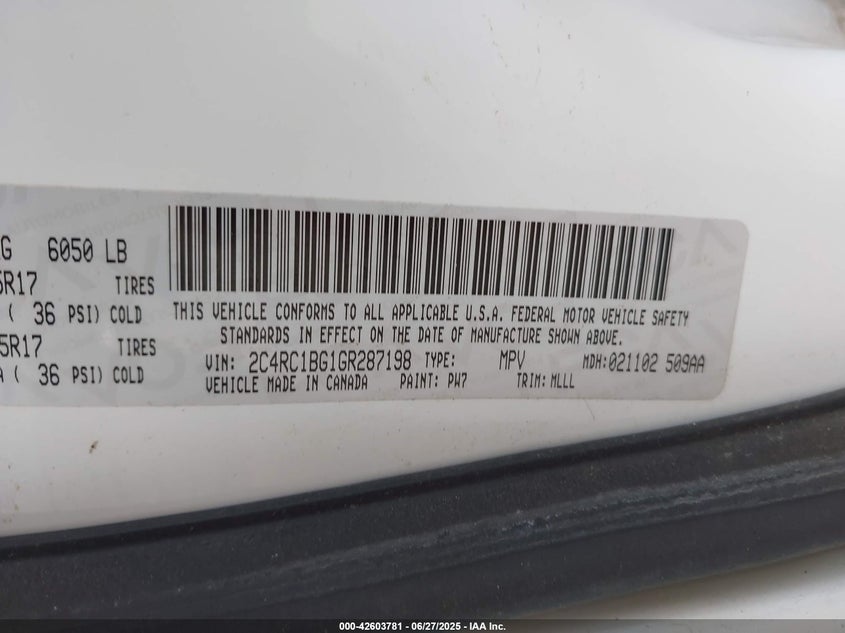 G 6050 LB
5R17 TIRES
( 36 PSI) COLD
5R17 TIRES
A ( 36 PSI) COLD
THIS VEHICLE CONFORMS TO ALL APPLICABLE U.S.A. FEDERAL MOTOR VEHICLE SAFETY
STANDARDS IN EFFECT ON THE DATE OF MANUFACTURE SHOWN ABOVE.
VIN: 2C4RC1BG1GR287198 TYPE: MPV MDH:021102 509AA
VEHICLE MADE IN CANADA PAINT: PW7 TRIM: MLLL
000-42603781 - 06/27/2025 - IAA Inc.